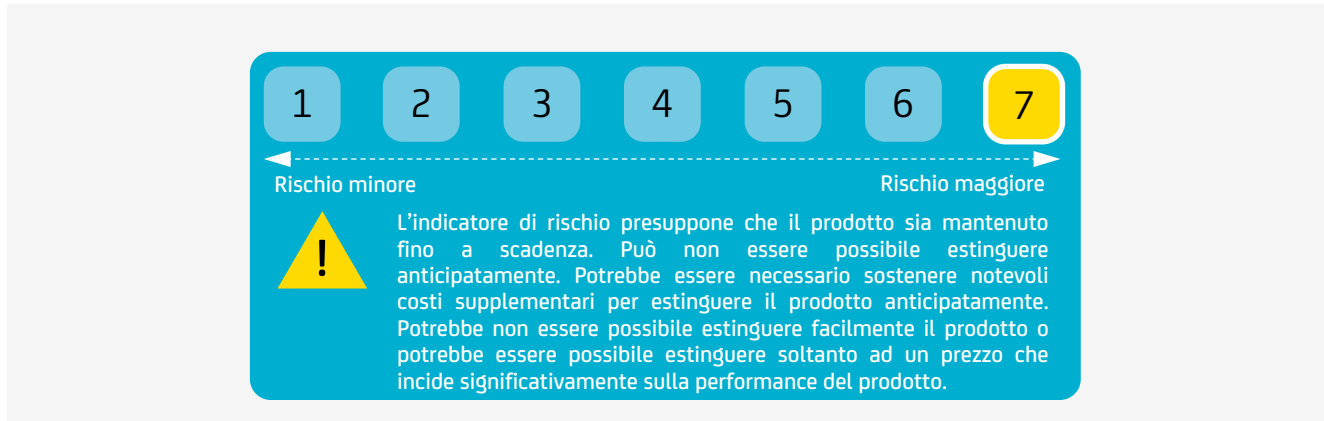 1 2 3 4 5 6 7
Rischio minore Rischio maggiore
!
L'indicatore di rischio presuppone che il prodotto sia mantenuto
fino a scadenza. Può non essere possibile estinguere
anticipatamente. Potrebbe essere necessario sostenere notevoli
costi supplementari per estinguere il prodotto anticipatamente.
Potrebbe non essere possibile estinguere facilmente il prodotto o
potrebbe essere possibile estinguere soltanto ad un prezzo che
incide significativamente sulla performance del prodotto.